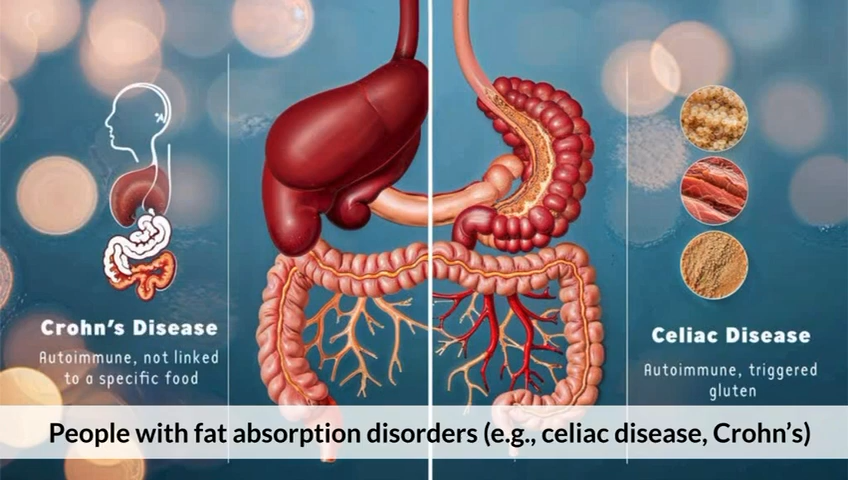 Crohn's Disease
Autoimmune, not linked
to a specific food
Celiac Disease
Autoimmune, triggered
gluten
People with fat absorption disorders (e.g., celiac disease, Crohn's)